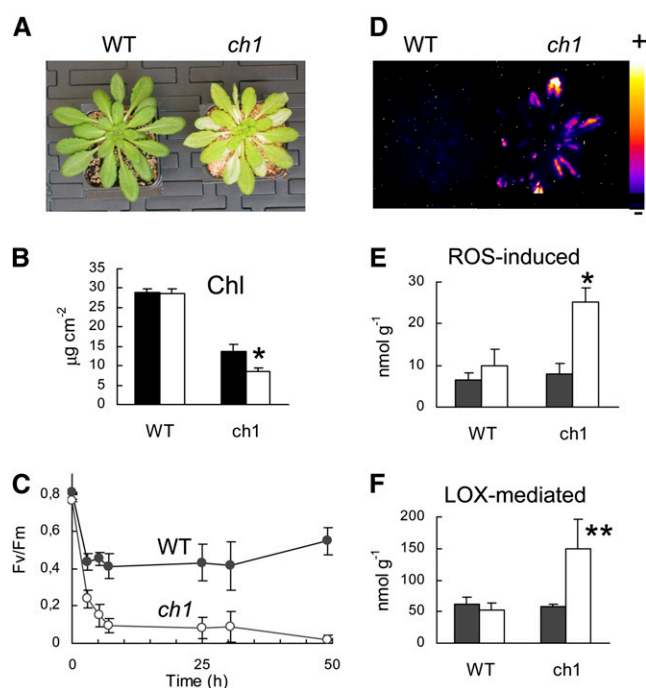 A
WT ch1
D
WT ch1 +
-
B
Chl
µg cm-2
35
30
25
20
15
10
5
0
*
WT ch1
E ROS-induced
nmol g-1
30
20
10
0
*
WT ch1
C
Fv/Fm
0,8
0,6
0,4
0,2
0
WT
ch1
0 25 50
Time (h)
F LOX-mediated
nmol g-1
200
150
100
50
0
**
WT ch1